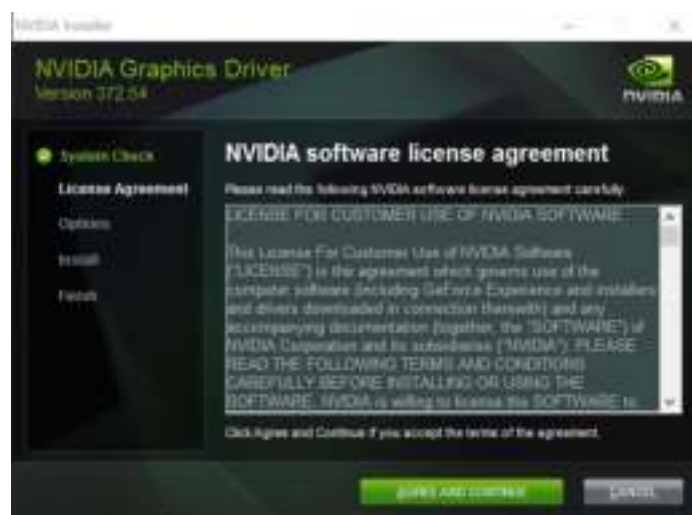 NVIDIA Installer
NVIDIA Graphics Driver
Version 372.54
NVIDIA
System Check
License Agreement
Options
Install
Finish
NVIDIA software license agreement
Please read the following NVIDIA software license agreement carefully.
LICENSE FOR CUSTOMER USE OF NVIDIA SOFTWARE
This License For Customer Use of NVIDIA Software
("LICENSE") is the agreement which governs use of the
computer software (including GeForce Experience and installers
and drivers downloaded in connection therewith) and any
accompanying documentation (together, the "SOFTWARE") of
NVIDIA Corporation and its subsidiaries ("NVIDIA"). PLEASE
READ THE FOLLOWING TERMS AND CONDITIONS
CAREFULLY BEFORE INSTALLING OR USING THE
SOFTWARE. NVIDIA is willing to license the SOFTWARE to
Click Agree and Continue if you accept the terms of the agreement.
AGREE AND CONTINUE
CANCEL